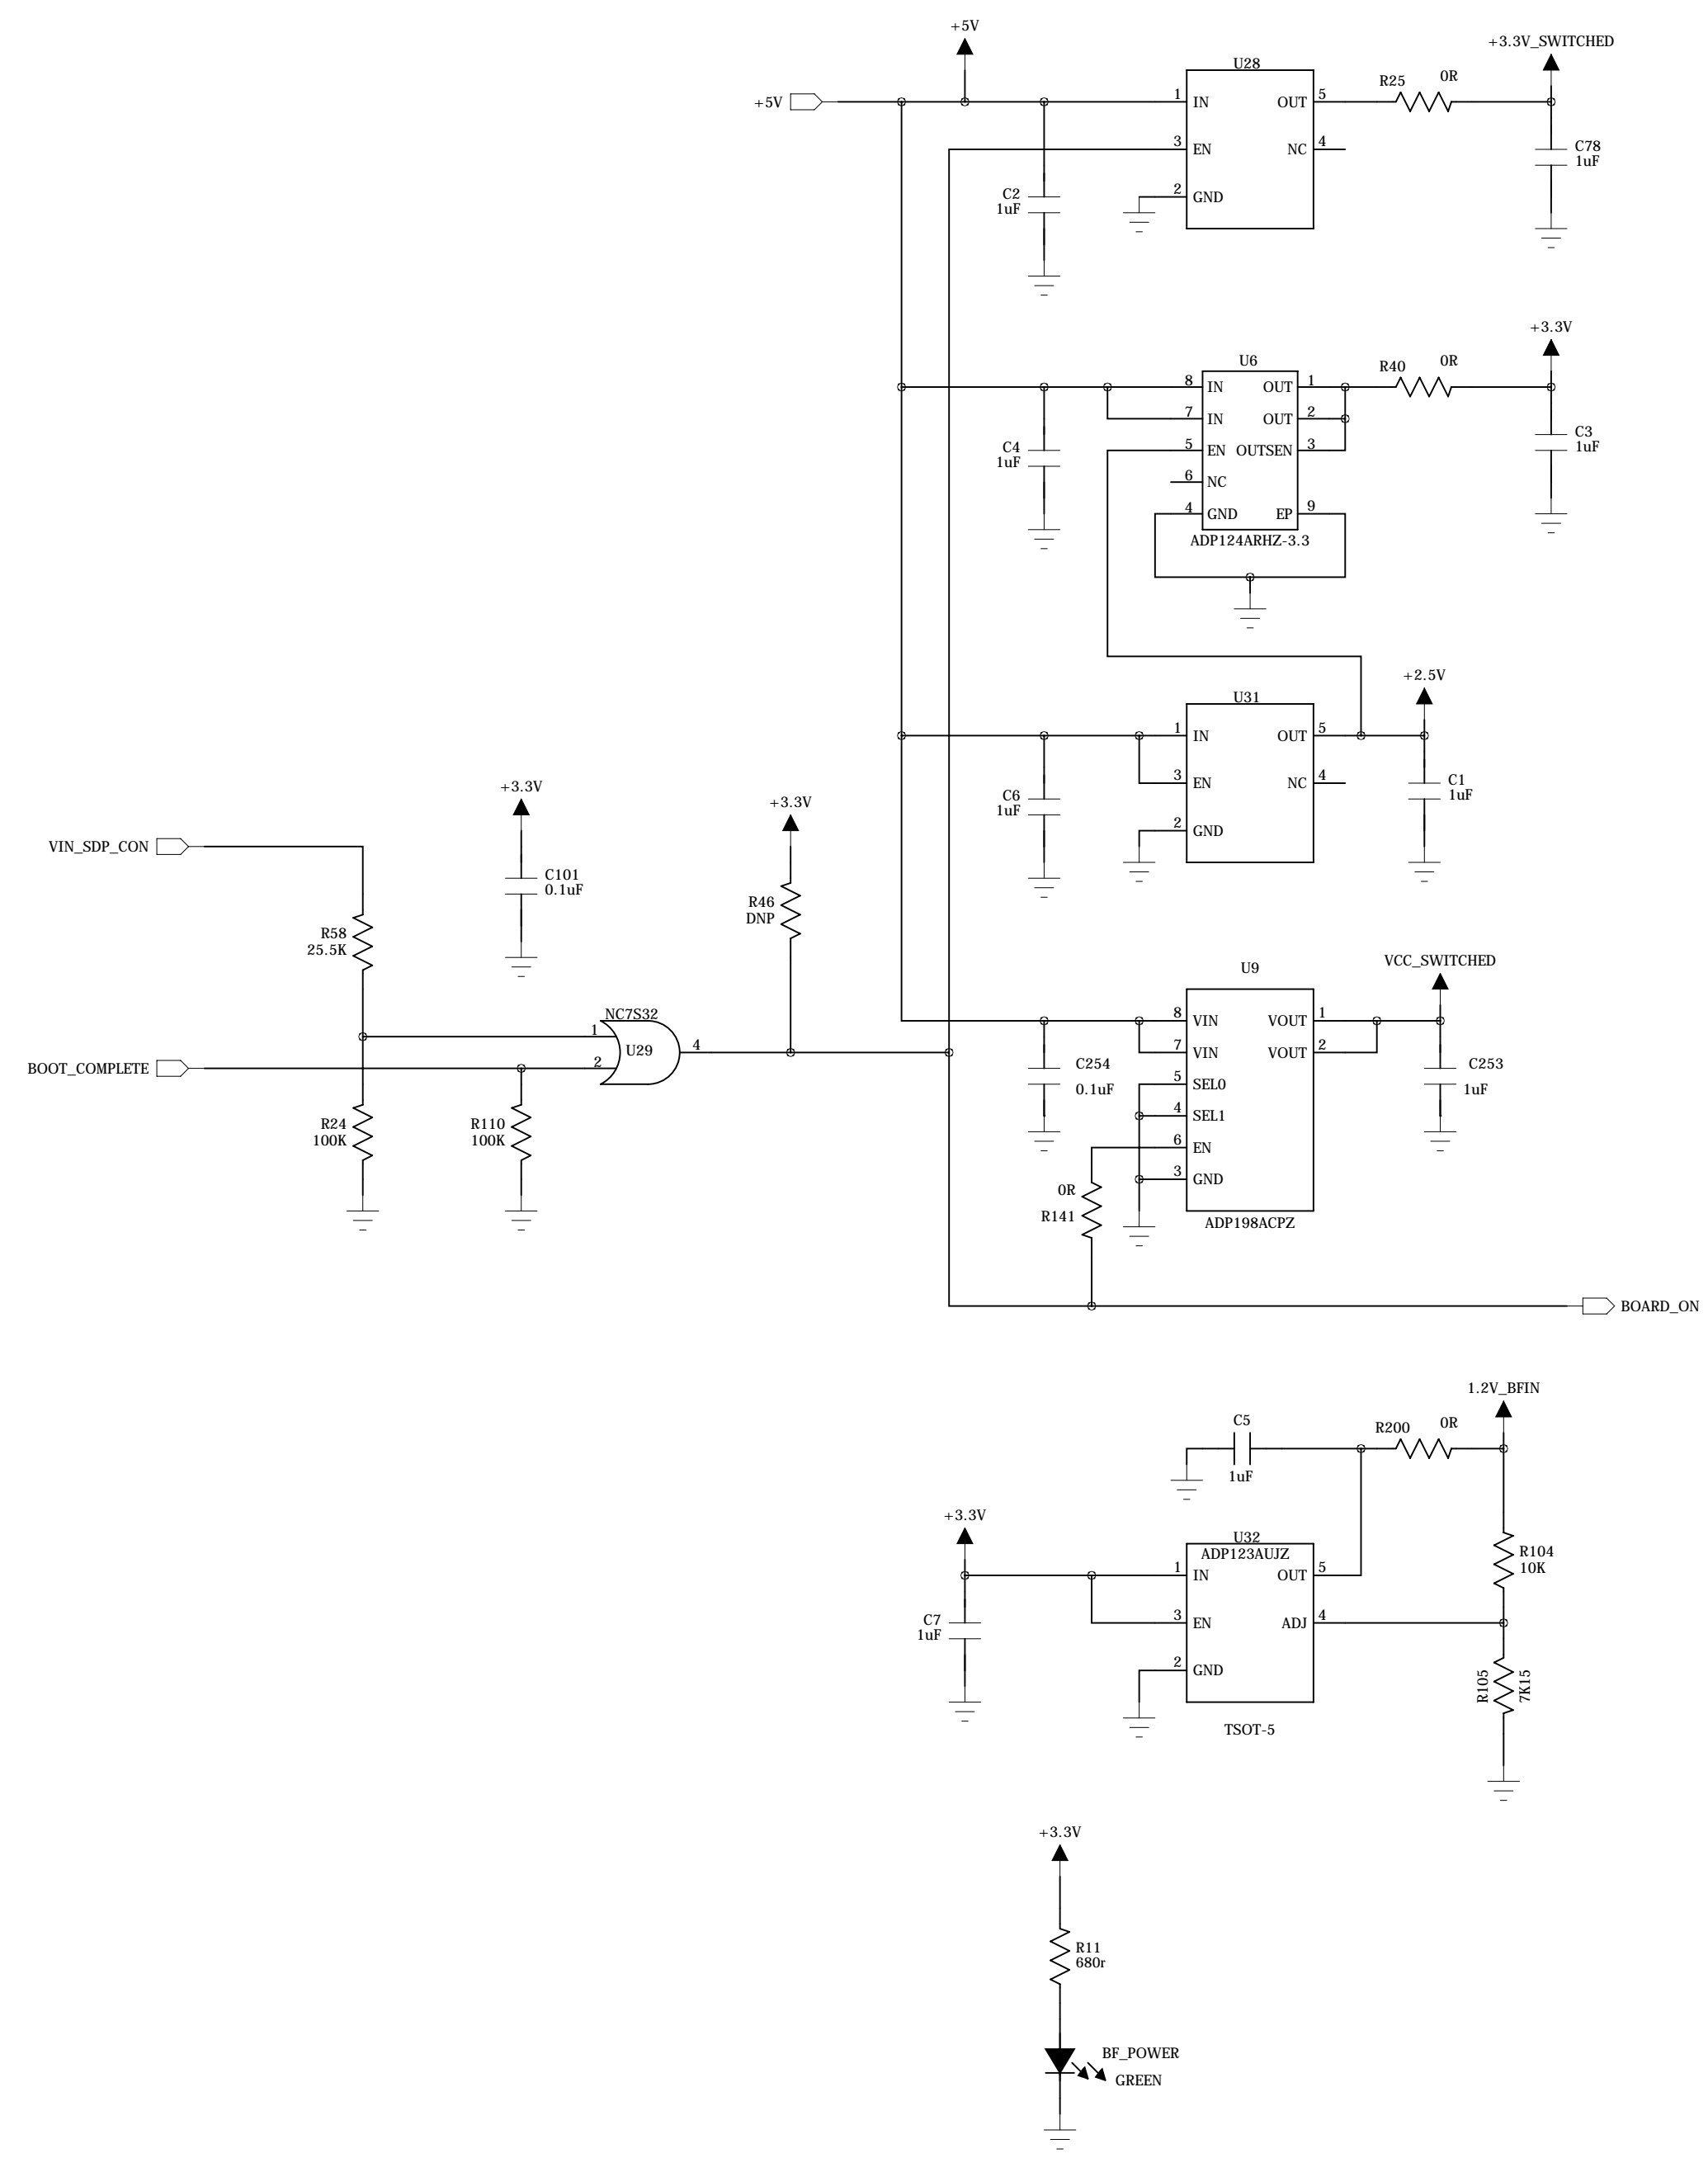 +5V
+3.3V_SWITCHED
U28
R25
0R
+5V
1
IN
OUT
5
3
EN
NC
4
C78
1uF
2
GND
C2
1uF
+3.3V
U6
R40
0R
8
IN
OUT
1
7
IN
OUT
2
5
EN
OUTSEN
3
C3
1uF
C4
1uF
6
NC
4
GND
EP
9
ADP124ARHZ-3.3
+2.5V
U31
1
IN
OUT
5
3
EN
NC
4
C1
1uF
C6
1uF
2
GND
+3.3V
+3.3V
VIN_SDP_CON
C101
0.1uF
R46
DNP
R58
25.5K
VCC_SWITCHED
U9
NC7S32
1
U29
2
4
BOOT_COMPLETE
8
VIN
VOUT
1
7
VIN
VOUT
2
C254
0.1uF
C253
1uF
5
SEL0
4
SEL1
6
EN
3
GND
R24
100K
R110
100K
0R
R141
ADP198ACPZ
BOARD_ON
1.2V_BFIN
C5
1uF
R200
0R
+3.3V
U32
ADP123AUJZ
R104
10K
1
IN
OUT
5
3
EN
ADJ
4
C7
1uF
2
GND
R105
7K15
TSOT-5
+3.3V
R11
680r
BF_POWER
GREEN